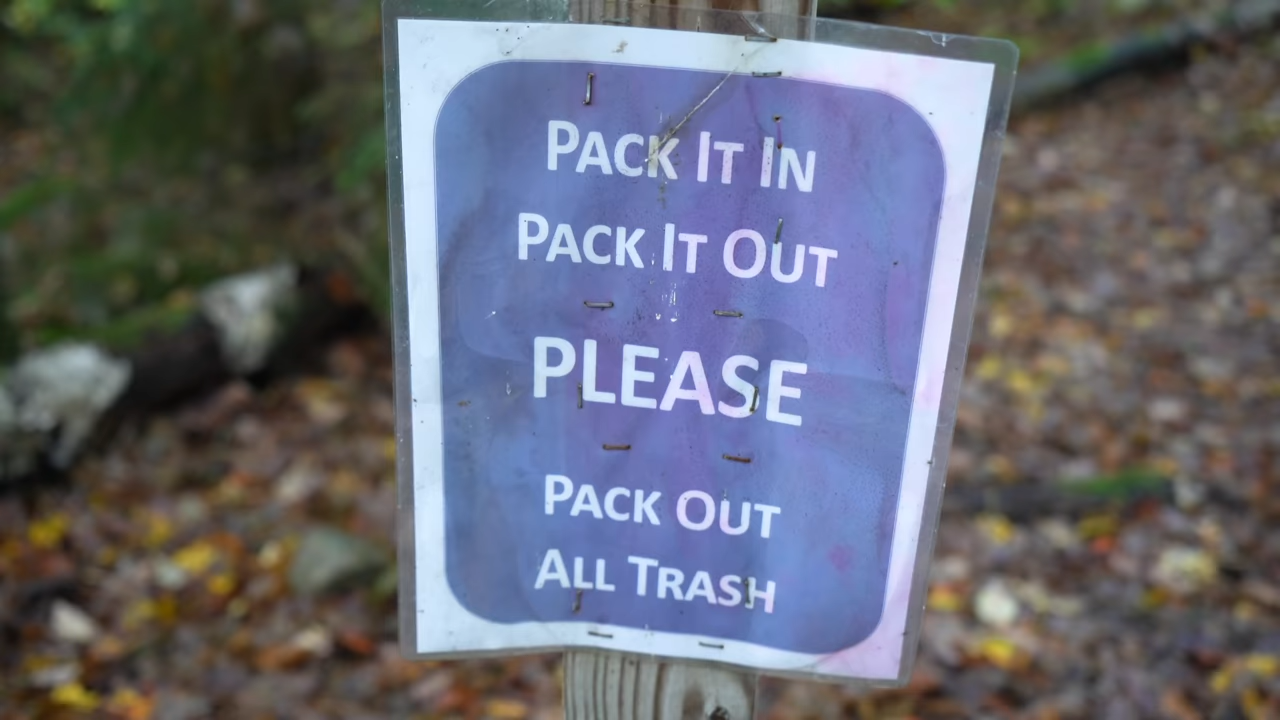 Pack It In
Pack It Out
PLEASE
Pack Out
All Trash